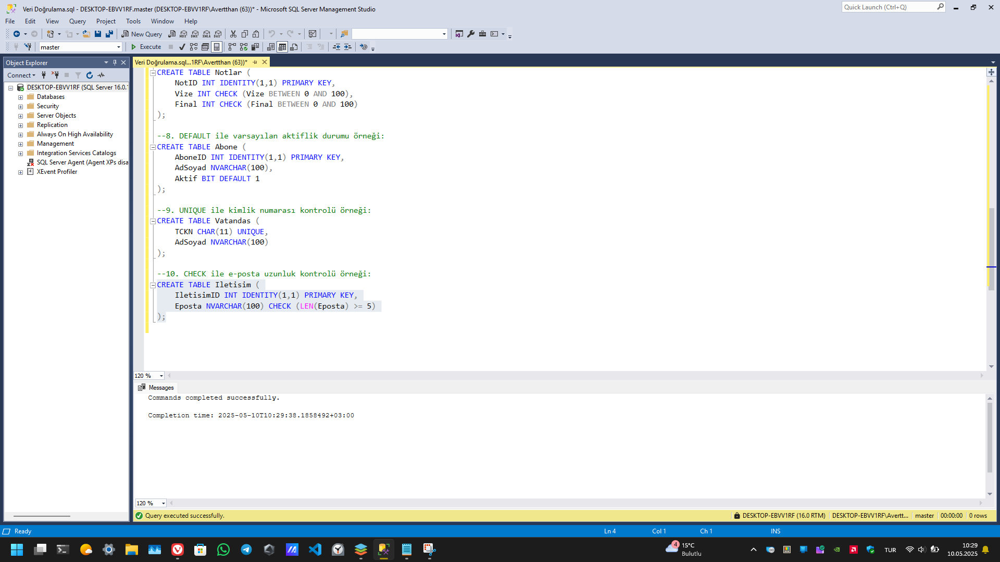 Veri Doğrulama.sql - DESKTOP-EBVV1RF.master (DESKTOP-EBVV1RF\Avertthan (63))* - Microsoft SQL Server Management Studio
Quick Launch (Ctrl+Q)
File Edit View Query Project Tools Window Help
New Query
MDX DMX XMLA DAX
master
Execute
Object Explorer
Connect
DESKTOP-EBVV1RF (SQL Server 16.0.
Databases
Security
Server Objects
Replication
Always On High Availability
Management
Integration Services Catalogs
SQL Server Agent (Agent XPs disa
XEvent Profiler
Veri Doğrulama.sql...1RF\Avertthan (63))*
CREATE TABLE Notlar (
NotID INT IDENTITY(1,1) PRIMARY KEY,
Vize INT CHECK (Vize BETWEEN 0 AND 100),
Final INT CHECK (Final BETWEEN 0 AND 100)
);
--8. DEFAULT ile varsayılan aktiflik durumu örneği:
CREATE TABLE Abone (
AboneID INT IDENTITY(1,1) PRIMARY KEY,
AdSoyad NVARCHAR(100),
Aktif BIT DEFAULT 1
);
--9. UNIQUE ile kimlik numarası kontrolü örneği:
CREATE TABLE Vatandas (
TCKN CHAR(11) UNIQUE,
AdSoyad NVARCHAR(100)
);
--10. CHECK ile e-posta uzunluk kontrolü örneği:
CREATE TABLE Iletisim (
IletisimID INT IDENTITY(1,1) PRIMARY KEY,
Eposta NVARCHAR(100) CHECK (LEN(Eposta) >= 5)
);
120 %
Messages
Commands completed successfully.
Completion time: 2025-05-10T10:29:38.1858492+03:00
120 %
Query executed successfully.
DESKTOP-EBVV1RF (16.0 RTM)
DESKTOP-EBVV1RF\Avertt...
master
00:00:00
0 rows
Ready
Ln 4
Col 1
Ch 1
INS
4
15°C
Bulutlu
TUR
10:29
10.05.2025